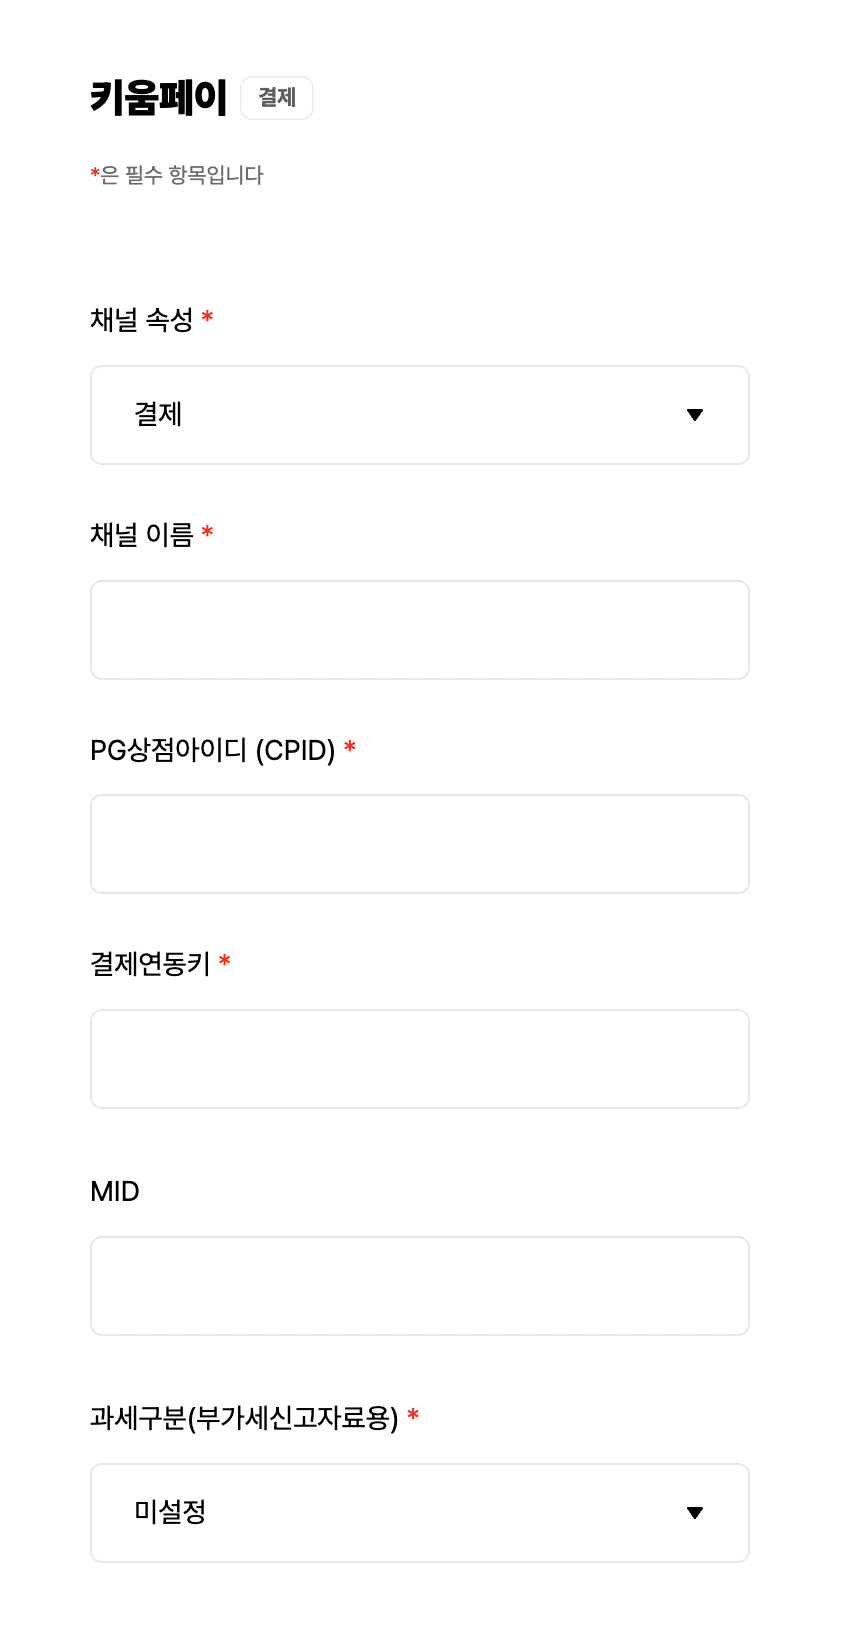 키움페이 결제
*은 필수 항목입니다
채널 속성 *
결제
채널 이름 *
PG상점아이디 (CPID) *
결제연동키 *
MID
과세구분(부가세신고자료용) *
미설정